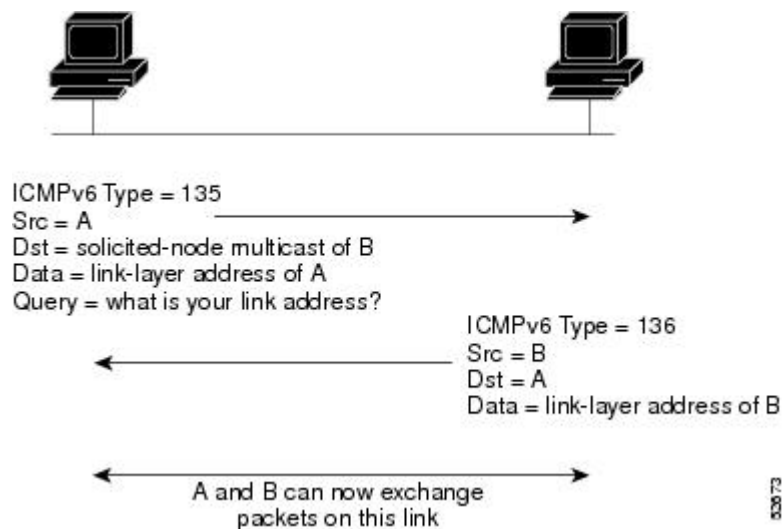 ICMPv6 Type = 135
Src = A
Dst = solicited-node multicast of B
Data = link-layer address of A
Query = what is your link address?
ICMPv6 Type = 136
Src = B
Dst = A
Data = link-layer address of B
A and B can now exchange
packets on this link